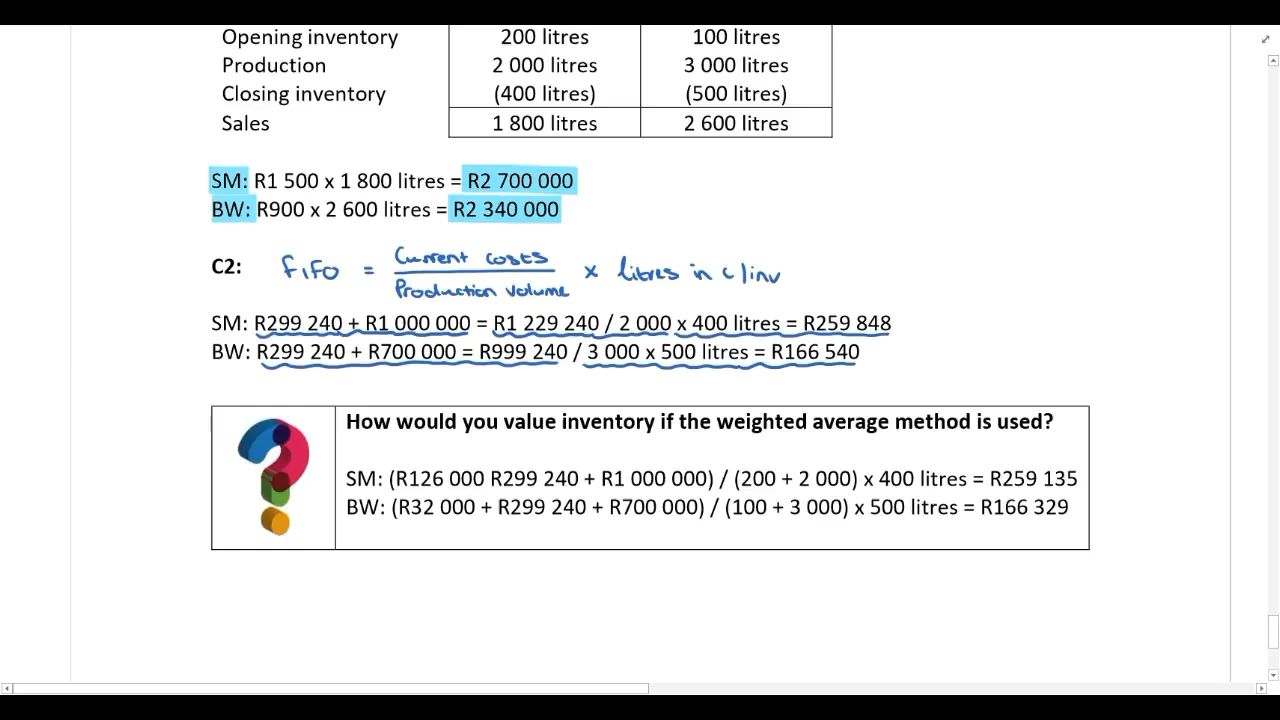 Opening inventory 200 litres 100 litres
Production 2 000 litres 3 000 litres
Closing inventory (400 litres) (500 litres)
Sales 1 800 litres 2 600 litres
SM: R1 500 x 1 800 litres = R2 700 000
BW: R900 x 2 600 litres = R2 340 000
C2: FIFO = Current costs / Production volume x litres in c/inv
SM: R299 240 + R1 000 000 = R1 229 240 / 2 000 x 400 litres = R259 848
BW: R299 240 + R700 000 = R999 240 / 3 000 x 500 litres = R166 540
How would you value inventory if the weighted average method is used?
SM: (R126 000 R299 240 + R1 000 000) / (200 + 2 000) x 400 litres = R259 135
BW: (R32 000 + R299 240 + R700 000) / (100 + 3 000) x 500 litres = R166 329